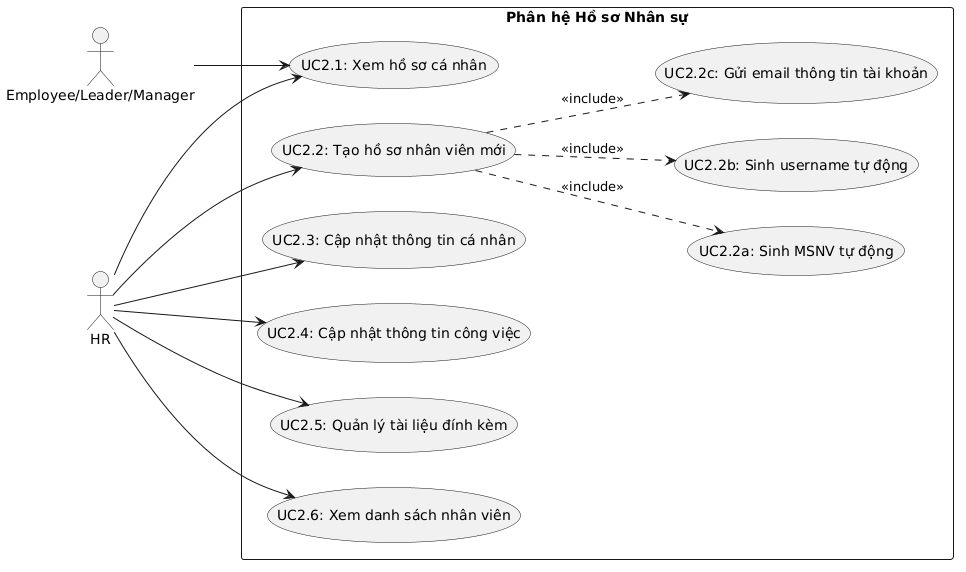 Phân hệ Hồ sơ Nhân sự
Employee/Leader/Manager
HR
UC2.1: Xem hồ sơ cá nhân
UC2.2: Tạo hồ sơ nhân viên mới
UC2.3: Cập nhật thông tin cá nhân
UC2.4: Cập nhật thông tin công việc
UC2.5: Quản lý tài liệu đính kèm
UC2.6: Xem danh sách nhân viên
«include»
«include»
«include»
UC2.2c: Gửi email thông tin tài khoản
UC2.2b: Sinh username tự động
UC2.2a: Sinh MSNV tự động